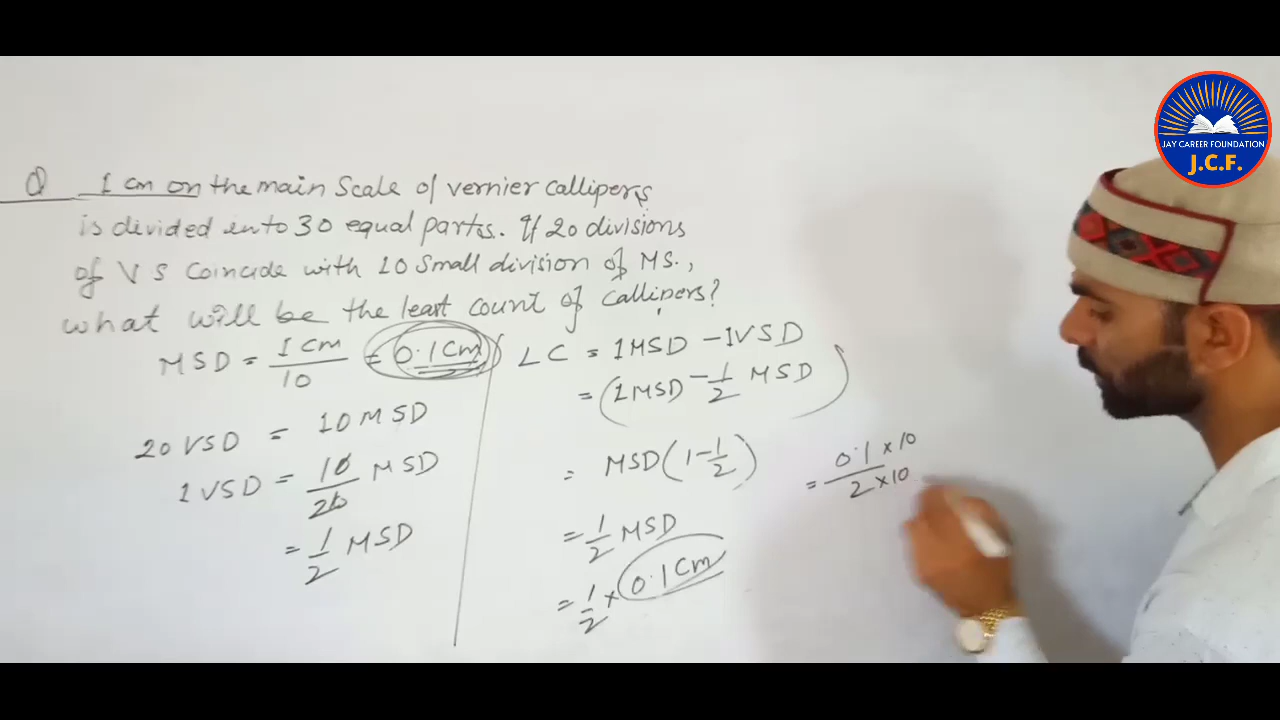 Q 1 cm on the main Scale of vernier callipers
is divided into 30 equal parts. If 20 divisions
of VS Coincide with 10 Small division of MS.,
what will be the least count of callipers?
MSD = 1 cm / 10 = 0.1 cm
20 VSD = 10 MSD
1 VSD = 10/20 MSD
= 1/2 MSD
LC = 1MSD - 1VSD
= (1MSD - 1/2 MSD)
= MSD (1 - 1/2)
= 1/2 MSD
= 1/2 × 0.1 cm
= 0.1 × 10 / 2 × 10
JAY CAREER FOUNDATION
J.C.F.